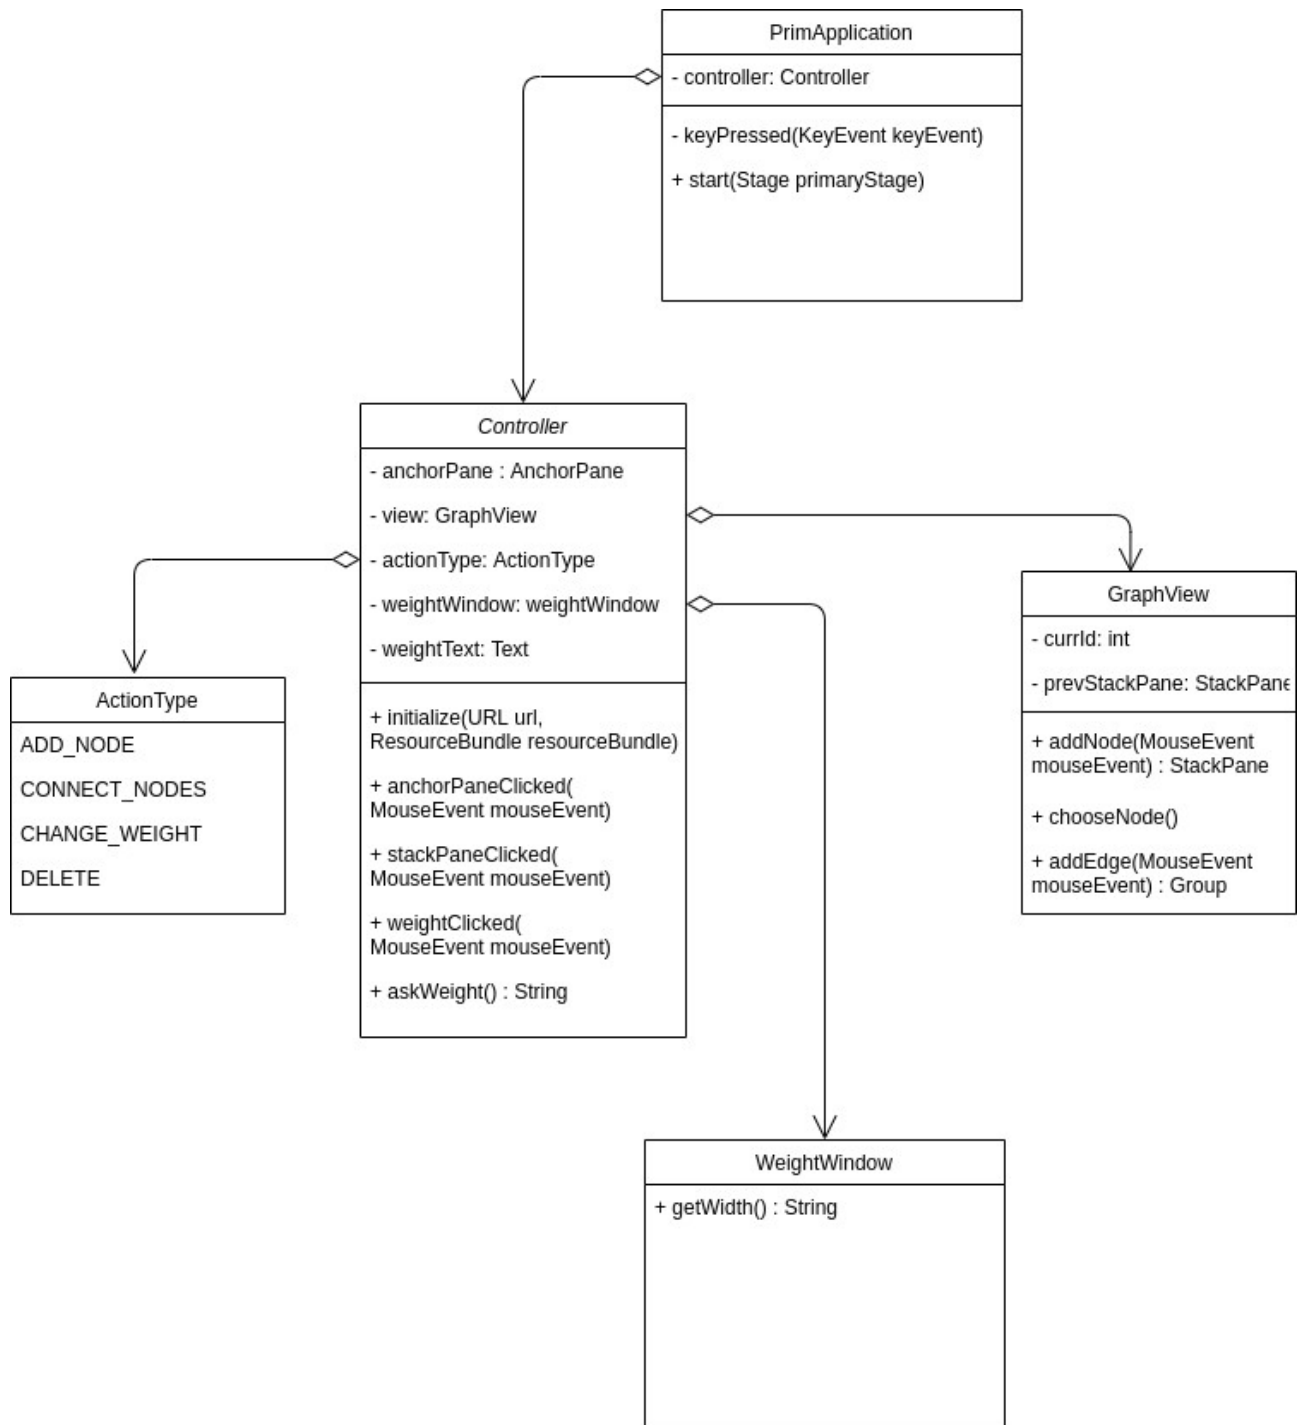 PrimApplication
- controller: Controller
- keyPressed(KeyEvent keyEvent)
+ start(Stage primaryStage)
Controller
- anchorPane : AnchorPane
- view: GraphView
- actionType: ActionType
- weightWindow: weightWindow
- weightText: Text
+ initialize(URL url,
ResourceBundle resourceBundle)
+ anchorPaneClicked(
MouseEvent mouseEvent)
+ stackPaneClicked(
MouseEvent mouseEvent)
+ weightClicked(
MouseEvent mouseEvent)
+ askWeight() : String
ActionType
ADD_NODE
CONNECT_NODES
CHANGE_WEIGHT
DELETE
GraphView
- currId: int
- prevStackPane: StackPane
+ addNode(MouseEvent
mouseEvent) : StackPane
+ chooseNode()
+ addEdge(MouseEvent
mouseEvent) : Group
WeightWindow
+ getWidth() : String